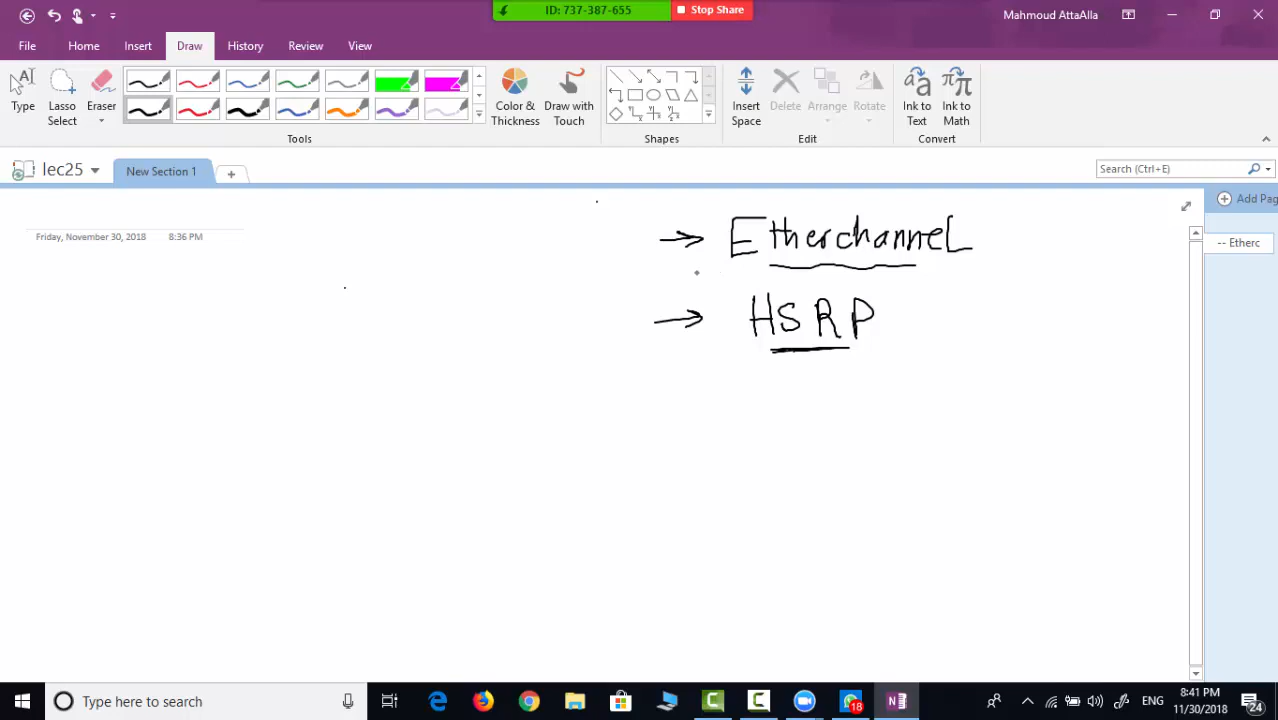 ID: 737-387-655
Stop Share
Mahmoud AttaAlla
File Home Insert Draw History Review View
Type
Lasso Select
Eraser
Color & Thickness
Draw with Touch
Insert Space
Delete
Arrange
Rotate
Ink to Text
Ink to Math
Tools
Shapes
Edit
Convert
lec25
New Section 1
Search (Ctrl+E)
Add Pag
Friday, November 30, 2018 8:36 PM
-- Etherc
→ EtherchanneL
→ HSRP
Type here to search
18
N
ENG
8:41 PM
11/30/2018
24